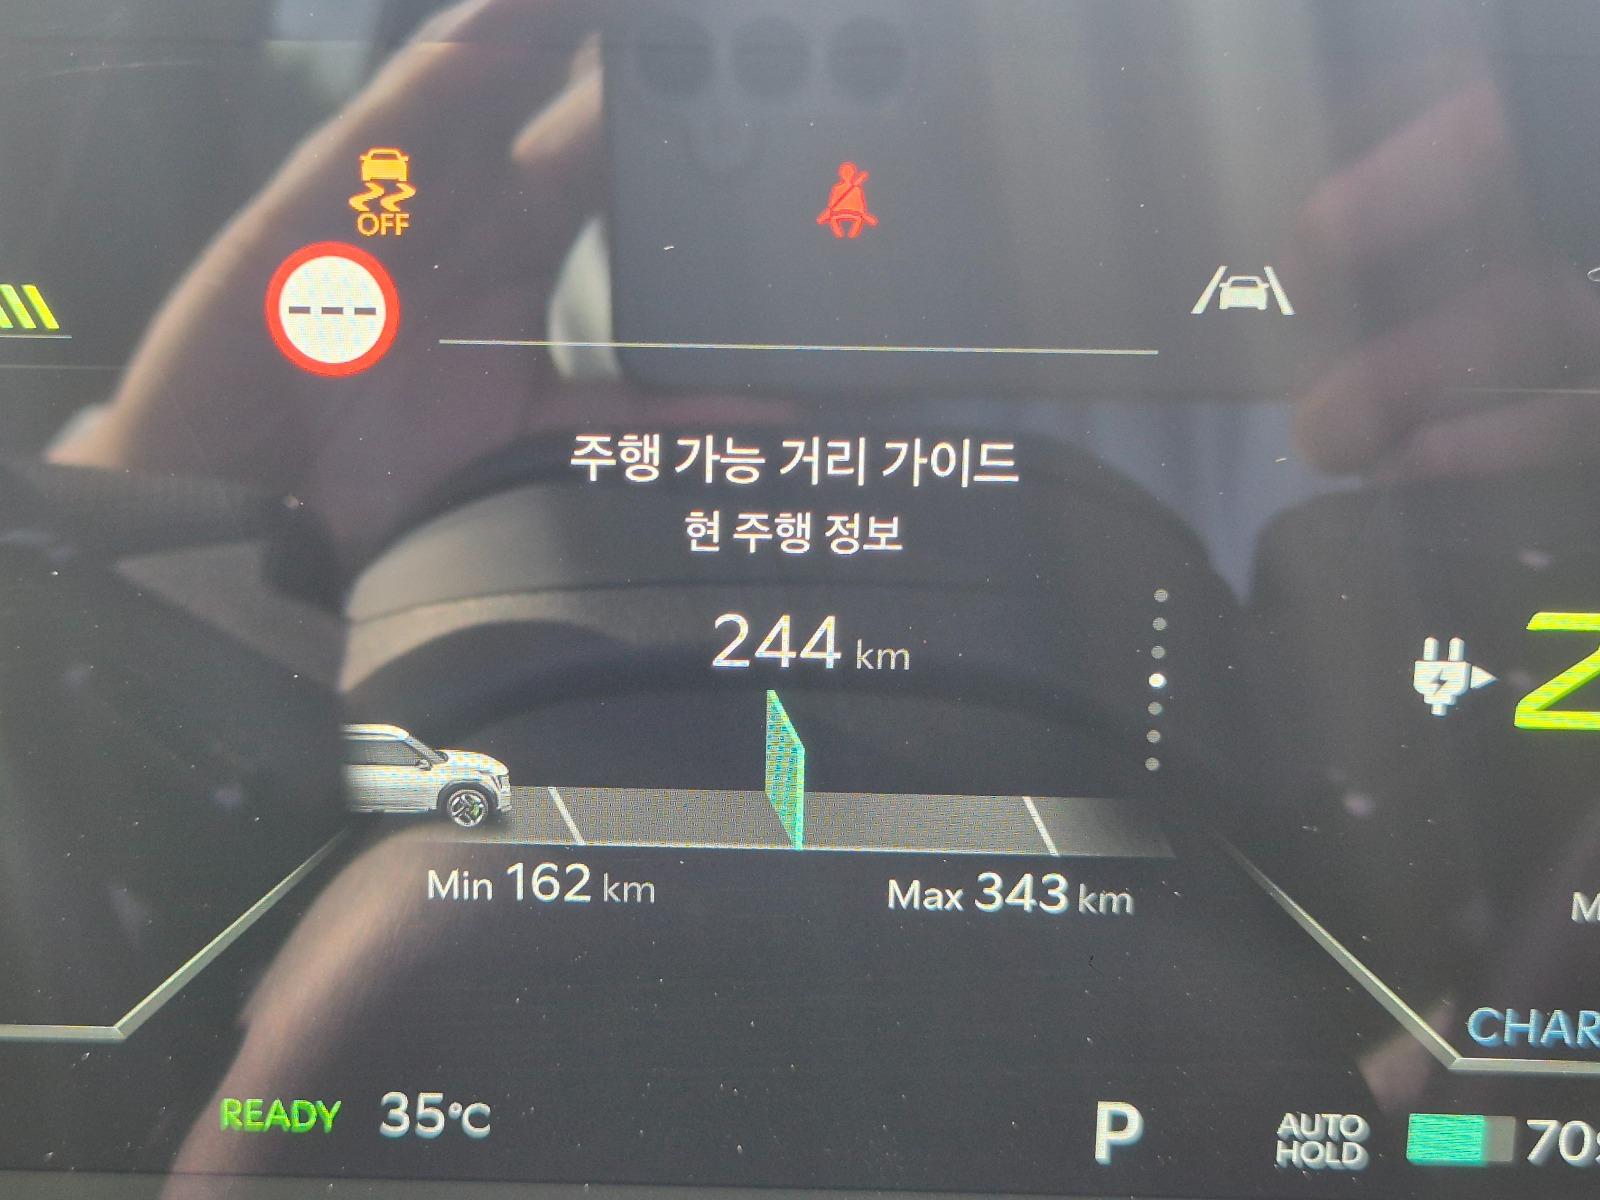 OFF
주행 가능 거리 가이드
현 주행 정보
244 km
Min 162 km
Max 343 km
READY 35°C
P
AUTO
HOLD